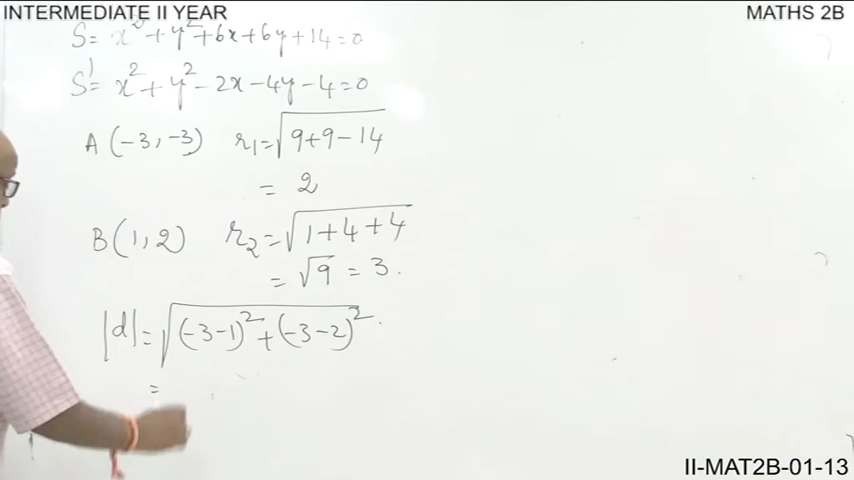 INTERMEDIATE II YEAR
MATHS 2B
S= x²+y²+6x+6y+14=0
S¹= x²+y²-2x-4y-4=0
A (-3,-3) r₁=√9+9-14
= 2
B(1,2) r₂=√1+4+4
= √9 = 3.
|d|=√(-3-1)²+(-3-2)².
=
II-MAT2B-01-13